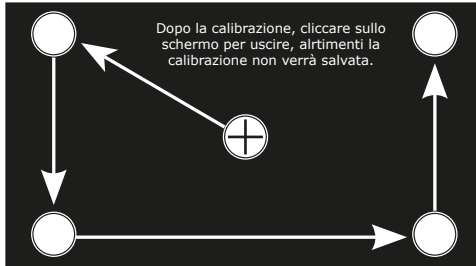 Dopo la calibrazione, cliccare sullo
schermo per uscire, alrtimenti la
calibrazione non verrà salvata.